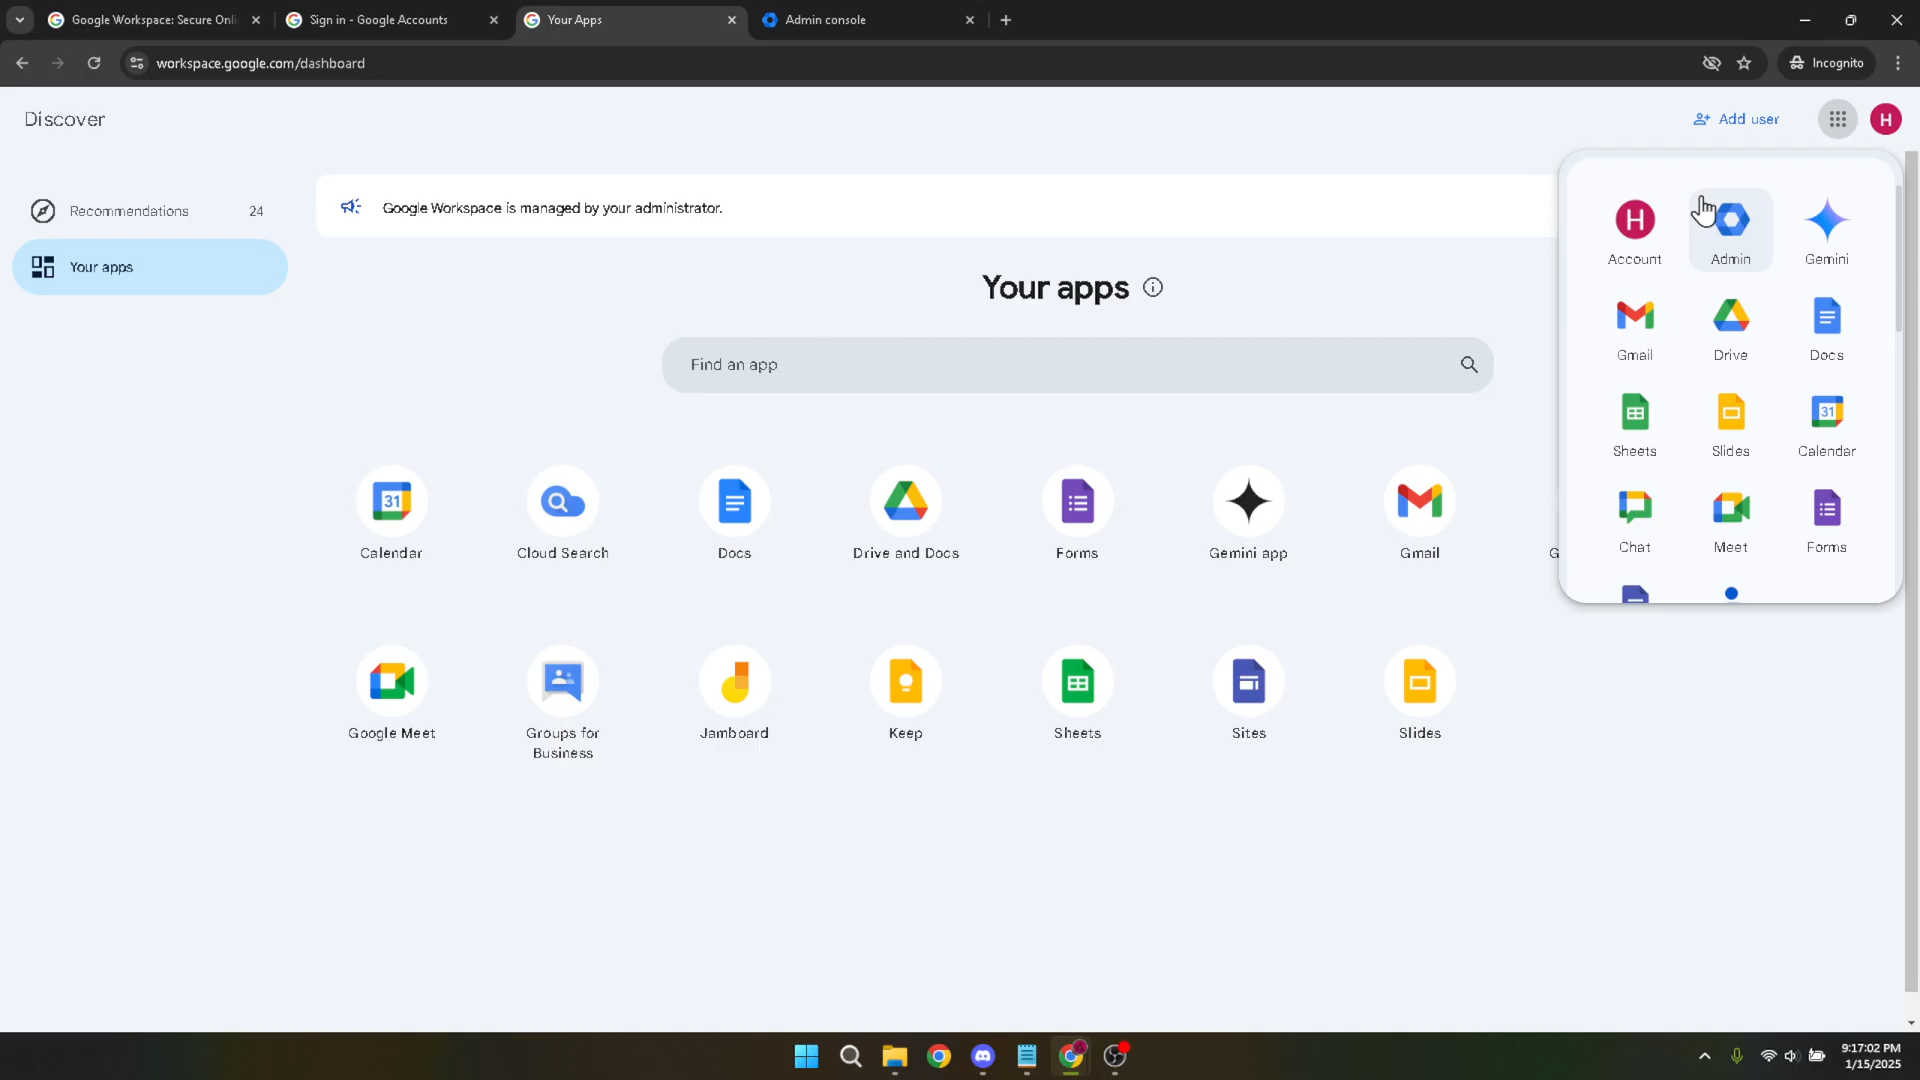 Google Workspace: Secure Onli
Sign in - Google Accounts
Your Apps
Admin console
workspace.google.com/dashboard
Incognito
Discover
Add user
H
Recommendations 24
Your apps
Google Workspace is managed by your administrator.
Your apps
Find an app
Calendar
Cloud Search
Docs
Drive and Docs
Forms
Gemini app
Gmail
G
Google Meet
Groups for
Business
Jamboard
Keep
Sheets
Sites
Slides
H
Account
Admin
Gemini
Gmail
Drive
Docs
Sheets
Slides
31
Calendar
Chat
Meet
Forms
31
9:17:02 PM
1/15/2025